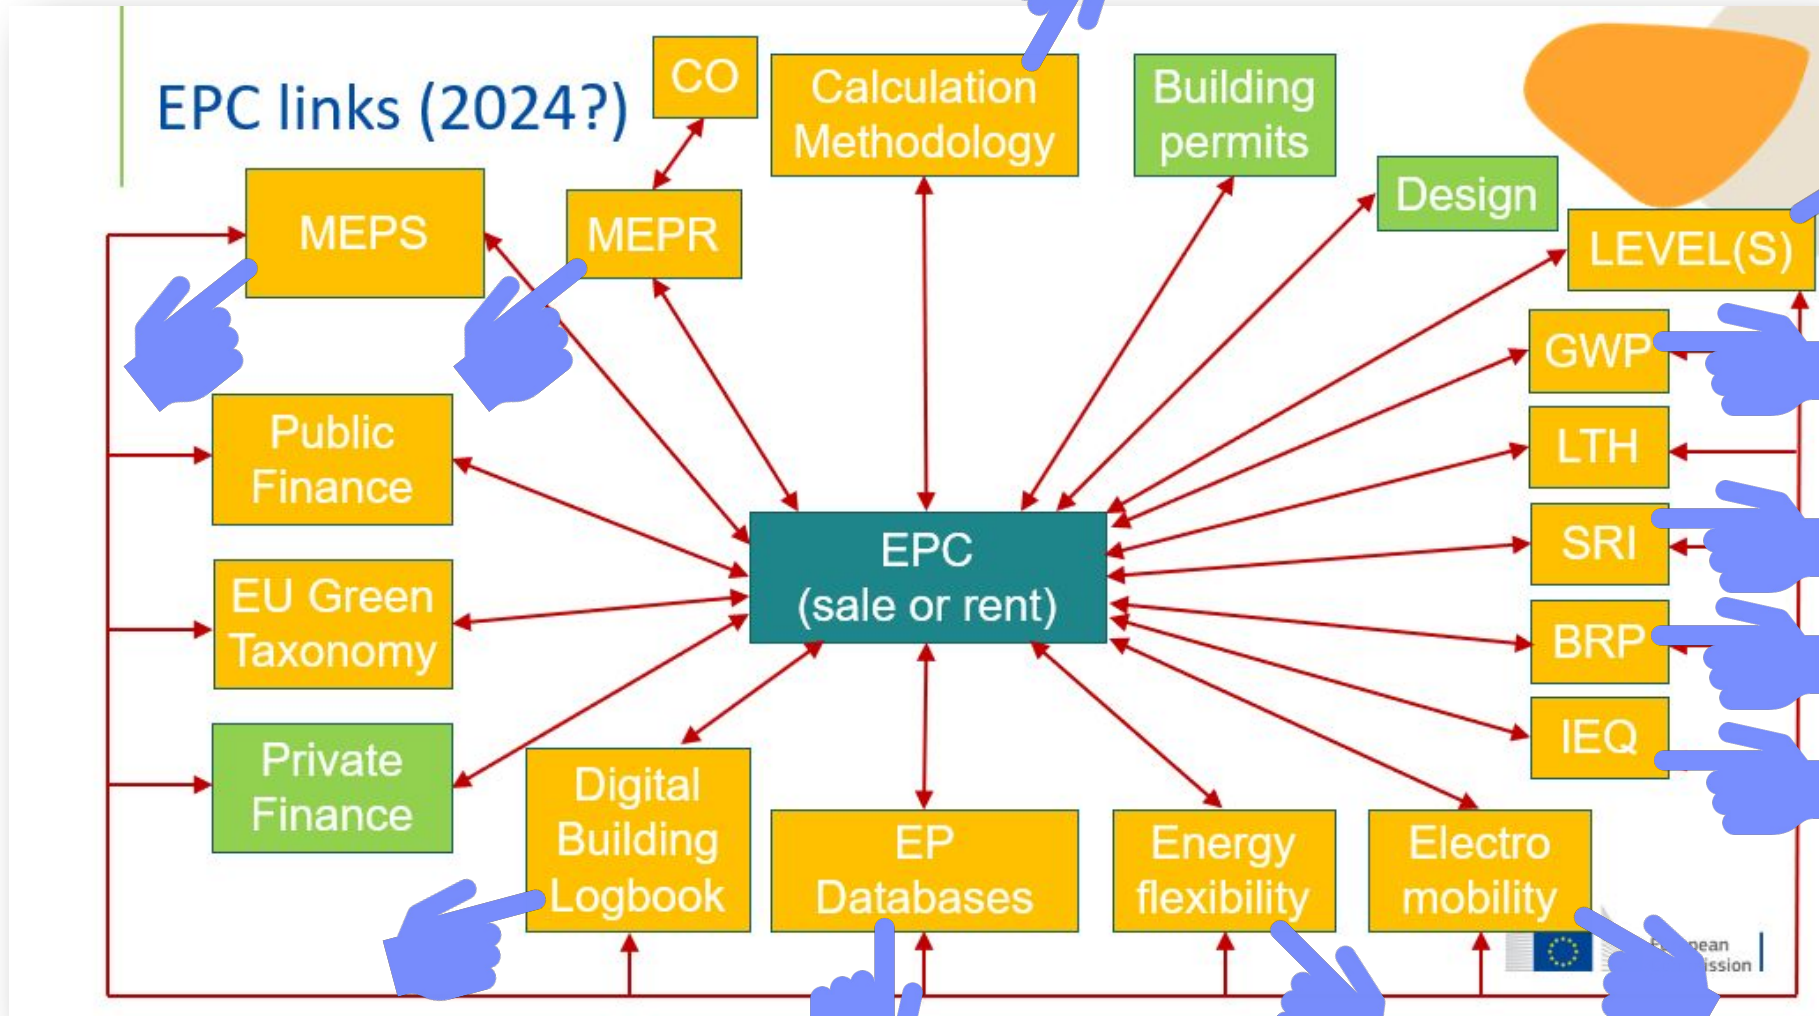 EPC links (2024?)
CO
Calculation
Methodology
Building
permits
Design
MEPS
MEPR
LEVEL(S)
GWP
Public
Finance
LTH
EPC
(sale or rent)
SRI
EU Green
Taxonomy
BRP
Private
Finance
IEQ
Digital
Building
Logbook
EP
Databases
Energy
flexibility
Electro
mobility